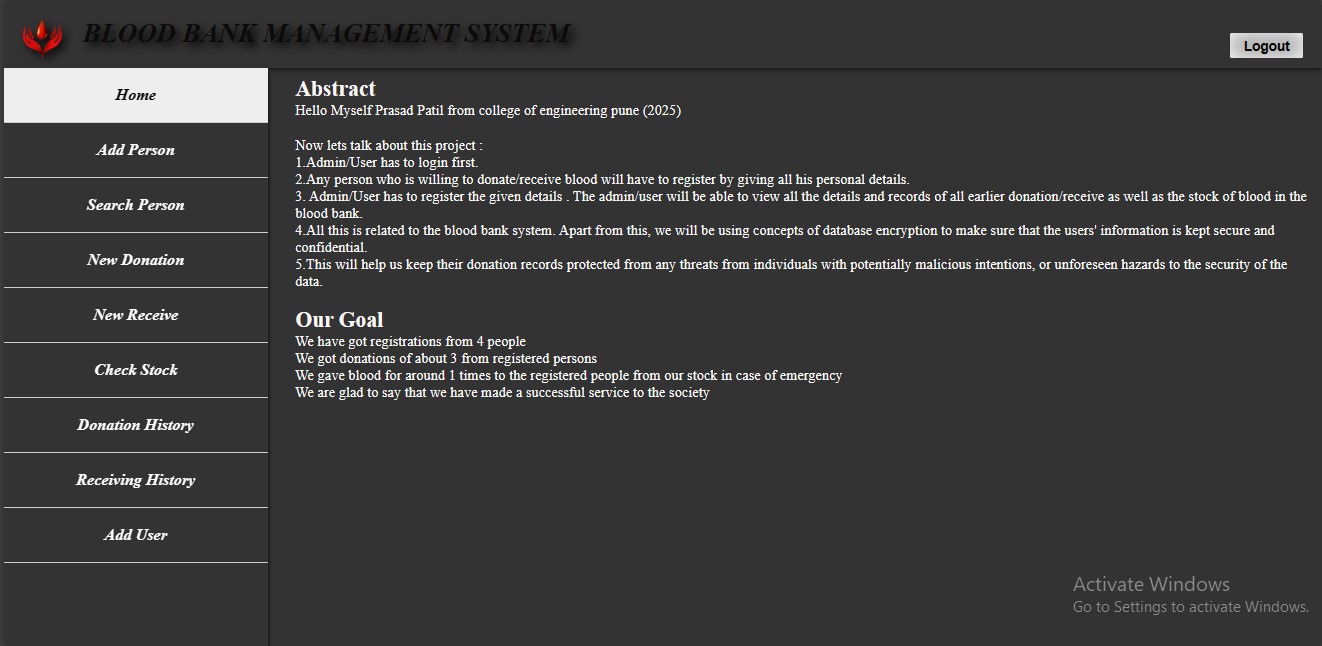 BLOOD BANK MANAGEMENT SYSTEM
Logout
Home
Add Person
Search Person
New Donation
New Receive
Check Stock
Donation History
Receiving History
Add User
Abstract
Hello Myself Prasad Patil from college of engineering pune (2025)
Now lets talk about this project :
1.Admin/User has to login first.
2.Any person who is willing to donate/receive blood will have to register by giving all his personal details.
3. Admin/User has to register the given details . The admin/user will be able to view all the details and records of all earlier donation/receive as well as the stock of blood in the
blood bank.
4.All this is related to the blood bank system. Apart from this, we will be using concepts of database encryption to make sure that the users' information is kept secure and
confidential.
5.This will help us keep their donation records protected from any threats from individuals with potentially malicious intentions, or unforeseen hazards to the security of the
data.
Our Goal
We have got registrations from 4 people
We got donations of about 3 from registered persons
We gave blood for around 1 times to the registered people from our stock in case of emergency
We are glad to say that we have made a successful service to the society
Activate Windows
Go to Settings to activate Windows.